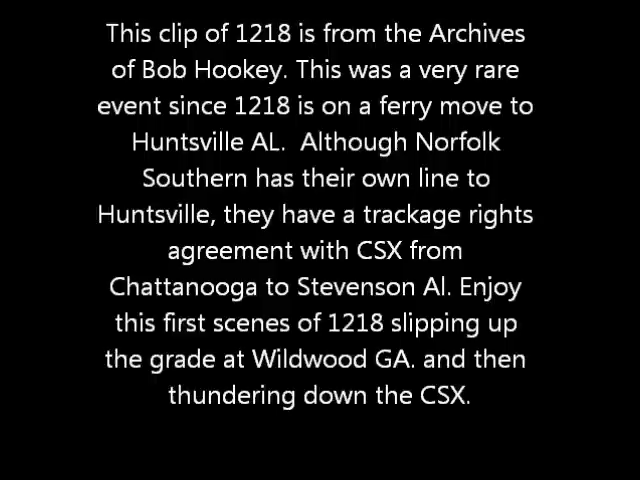 This clip of 1218 is from the Archives
of Bob Hookey. This was a very rare
event since 1218 is on a ferry move to
Huntsville AL.  Although Norfolk
Southern has their own line to
Huntsville, they have a trackage rights
agreement with CSX from
Chattanooga to Stevenson Al. Enjoy
this first scenes of 1218 slipping up
the grade at Wildwood GA. and then
thundering down the CSX.